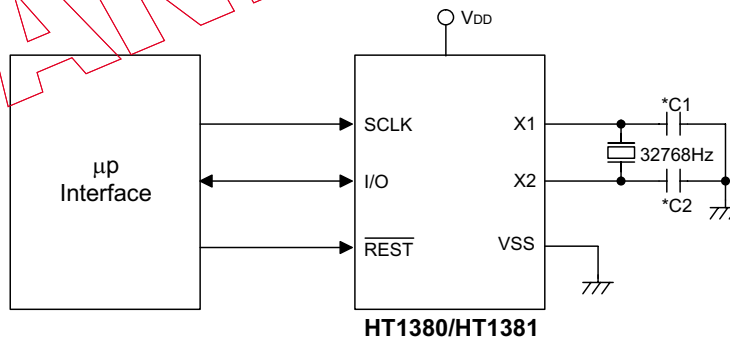 VDD
SCLK
X1
*C1
μp
Interface
32768Hz
I/O
X2
*C2
REST
VSS
HT1380/HT1381